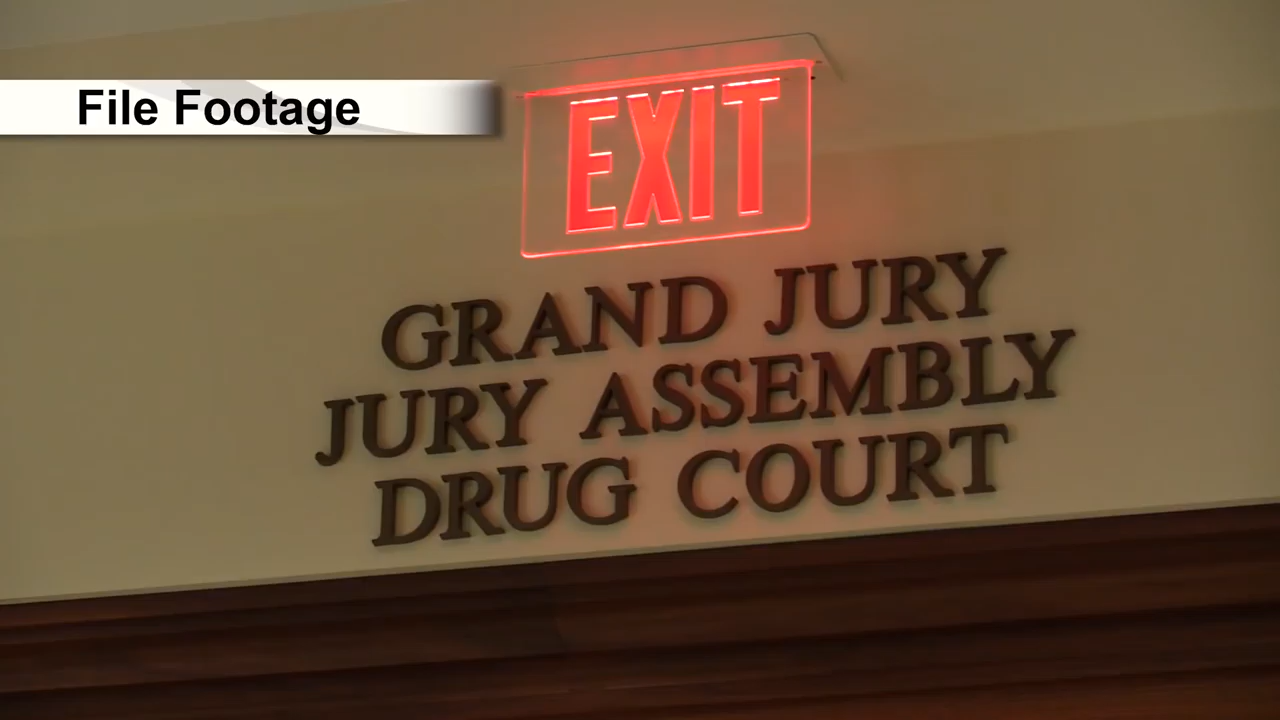 File Footage
EXIT
GRAND JURY
JURY ASSEMBLY
DRUG COURT